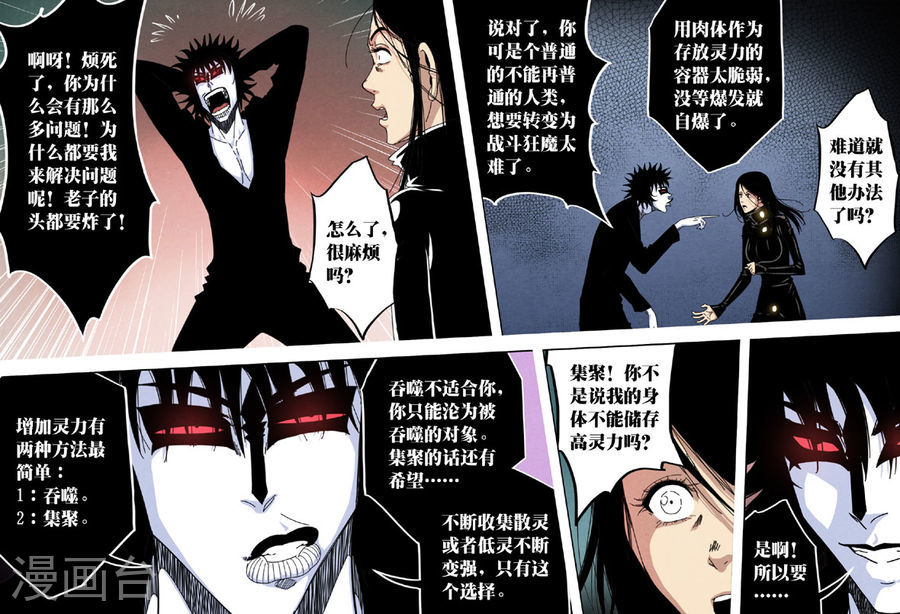 啊呀！烦死
了，你为什
么会有那么
多问题！为
什么都要我
来解决问题
呢！老子的
头都要炸了！
怎么了，
很麻烦
吗？
说对了，你
可是个普通
的不能再普
通的人类，
想要转变为
战斗狂魔太
难了。
用肉体作为
存放灵力的
容器太脆弱，
没等爆发就
自爆了。
难道就
没有其
他办法
了吗？
增加灵力有
两种方法最
简单：
1：吞噬。
2：集聚。
吞噬不适合你，
你只能沦为被
吞噬的对象。
集聚的话还有
希望……
不断收集散灵
或者低灵不断
变强，只有这
个选择。
集聚！你不
是说我的身
体不能储存
高灵力吗？
是啊！
所以要
……
漫画台